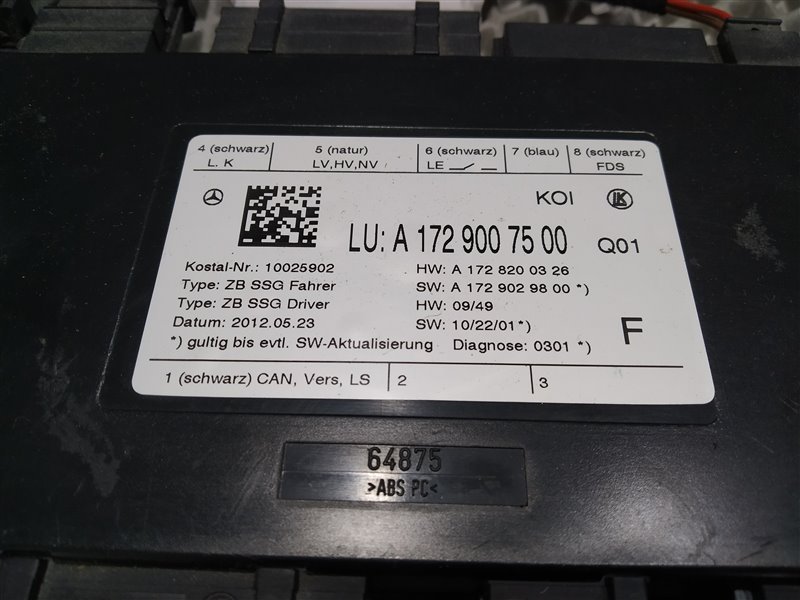 4 (schwarz) 5 (natur) 6 (schwarz) 7 (blau) 8 (schwarz)
L. K LV,HV,NV LE FDS
KOI LK
LU: A 172 900 75 00 Q01
Kostal-Nr.: 10025902 HW: A 172 820 03 26
Type: ZB SSG Fahrer SW: A 172 902 98 00 *)
Type: ZB SSG Driver HW: 09/49
Datum: 2012.05.23 SW: 10/22/01*)
F
*) gultig bis evtl. SW-Aktualisierung Diagnose: 0301 *)
1 (schwarz) CAN, Vers, LS 2 3
64875
>ABS PC<